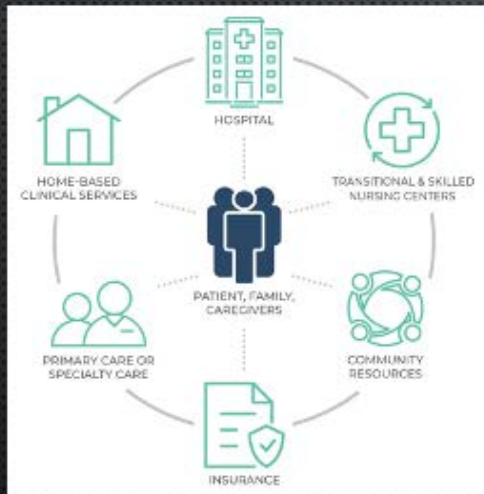 HOSPITAL
HOME-BASED
CLINICAL SERVICES
TRANSITIONAL & SKILLED
NURSING CENTERS
PATIENT, FAMILY,
CAREGIVERS
PRIMARY CARE OR
SPECIALTY CARE
COMMUNITY
RESOURCES
INSURANCE